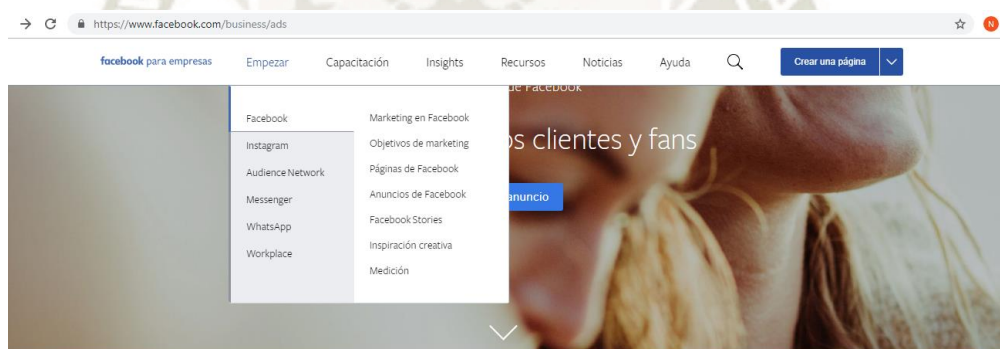 https://www.facebook.com/business/ads
N
facebook para empresas Empezar Capacitación Insights Recursos Noticias Ayuda Crear una página
de Facebook
Facebook
Instagram
Audience Network
Messenger
WhatsApp
Workplace
Marketing en Facebook
Objetivos de marketing
Páginas de Facebook
Anuncios de Facebook
Facebook Stories
Inspiración creativa
Medición
os clientes y fans
anuncio